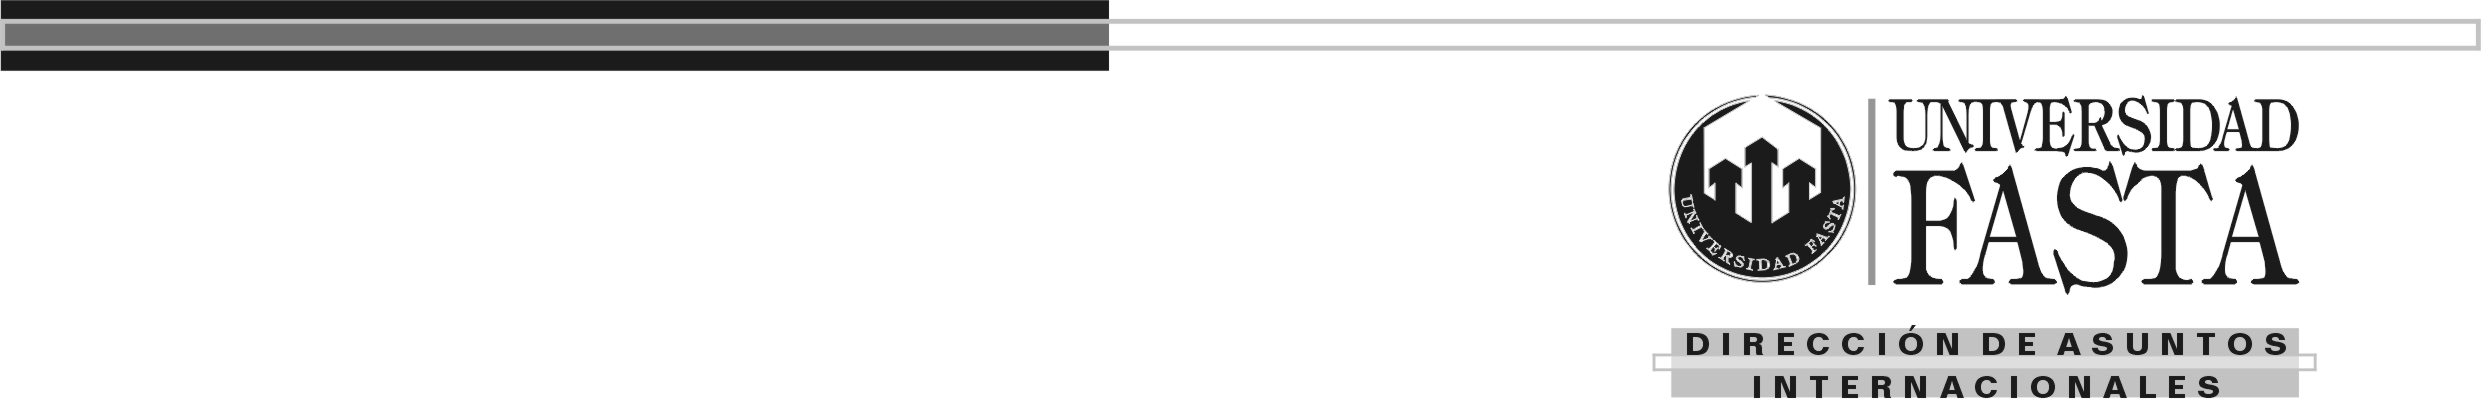 UNIVERSIDAD
FASTA
UNIVERSIDAD FASTA
DIRECCIÓN DE ASUNTOS
INTERNACIONALES